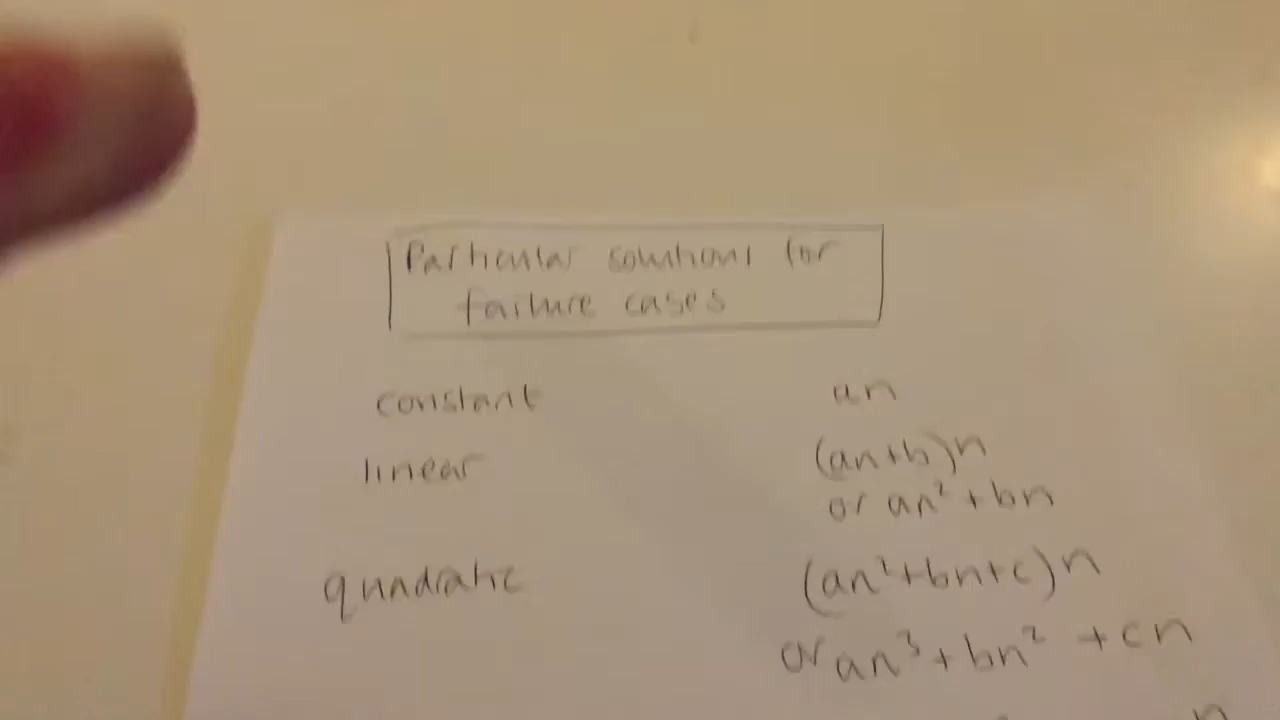 Particular solutions for
failure cases
constant an
linear (an+b)n
or an² + bn
quadratic (an²+bn+c)n
or an³ + bn² + cn
n